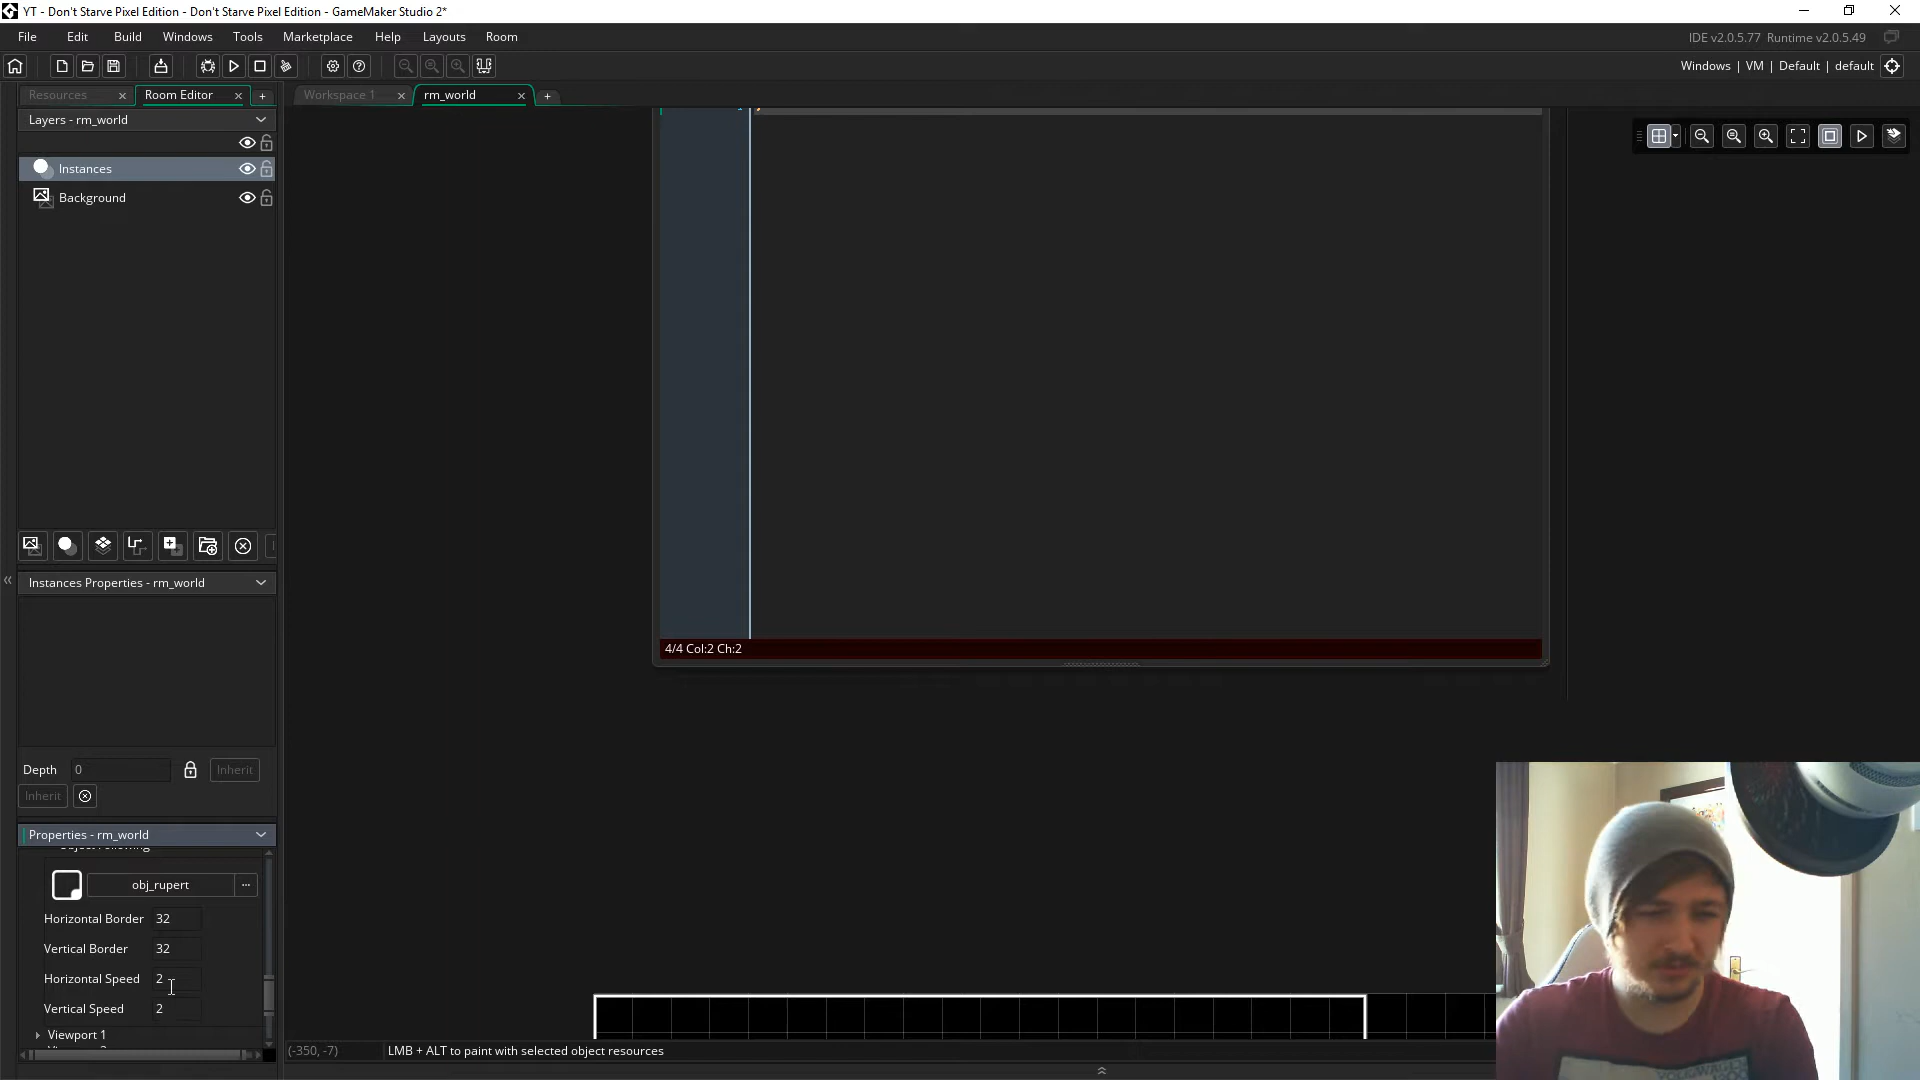 YT - Don't Starve Pixel Edition - Don't Starve Pixel Edition - GameMaker Studio 2*
File Edit Build Windows Tools Marketplace Help Layouts Room
IDE v2.0.5.77 Runtime v2.0.5.49
Windows | VM | Default | default
Resources Room Editor
Workspace 1 rm_world
Layers - rm_world
Instances
Background
4/4 Col:2 Ch:2
Instances Properties - rm_world
Depth 0 Inherit
Inherit
Properties - rm_world
Object Following
obj_rupert ...
Horizontal Border 32
Vertical Border 32
Horizontal Speed 2
Vertical Speed 2
Viewport 1
(-350, -7) LMB + ALT to paint with selected object resources